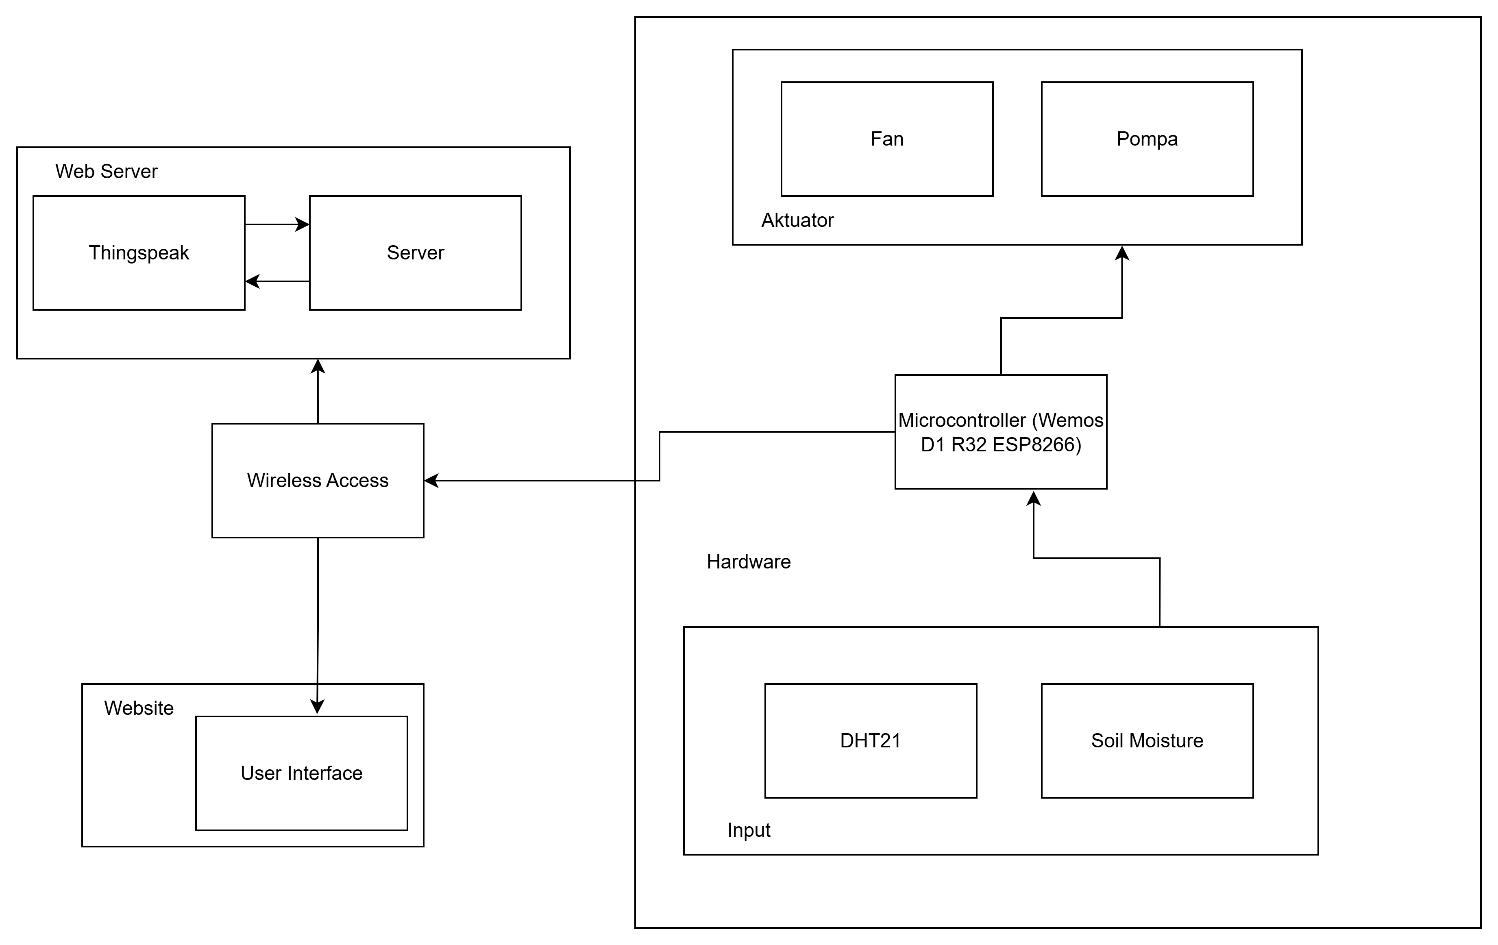 Web Server
Thingspeak
Server
Wireless Access
Website
User Interface
Fan
Pompa
Aktuator
Microcontroller (Wemos
D1 R32 ESP8266)
Hardware
DHT21
Soil Moisture
Input